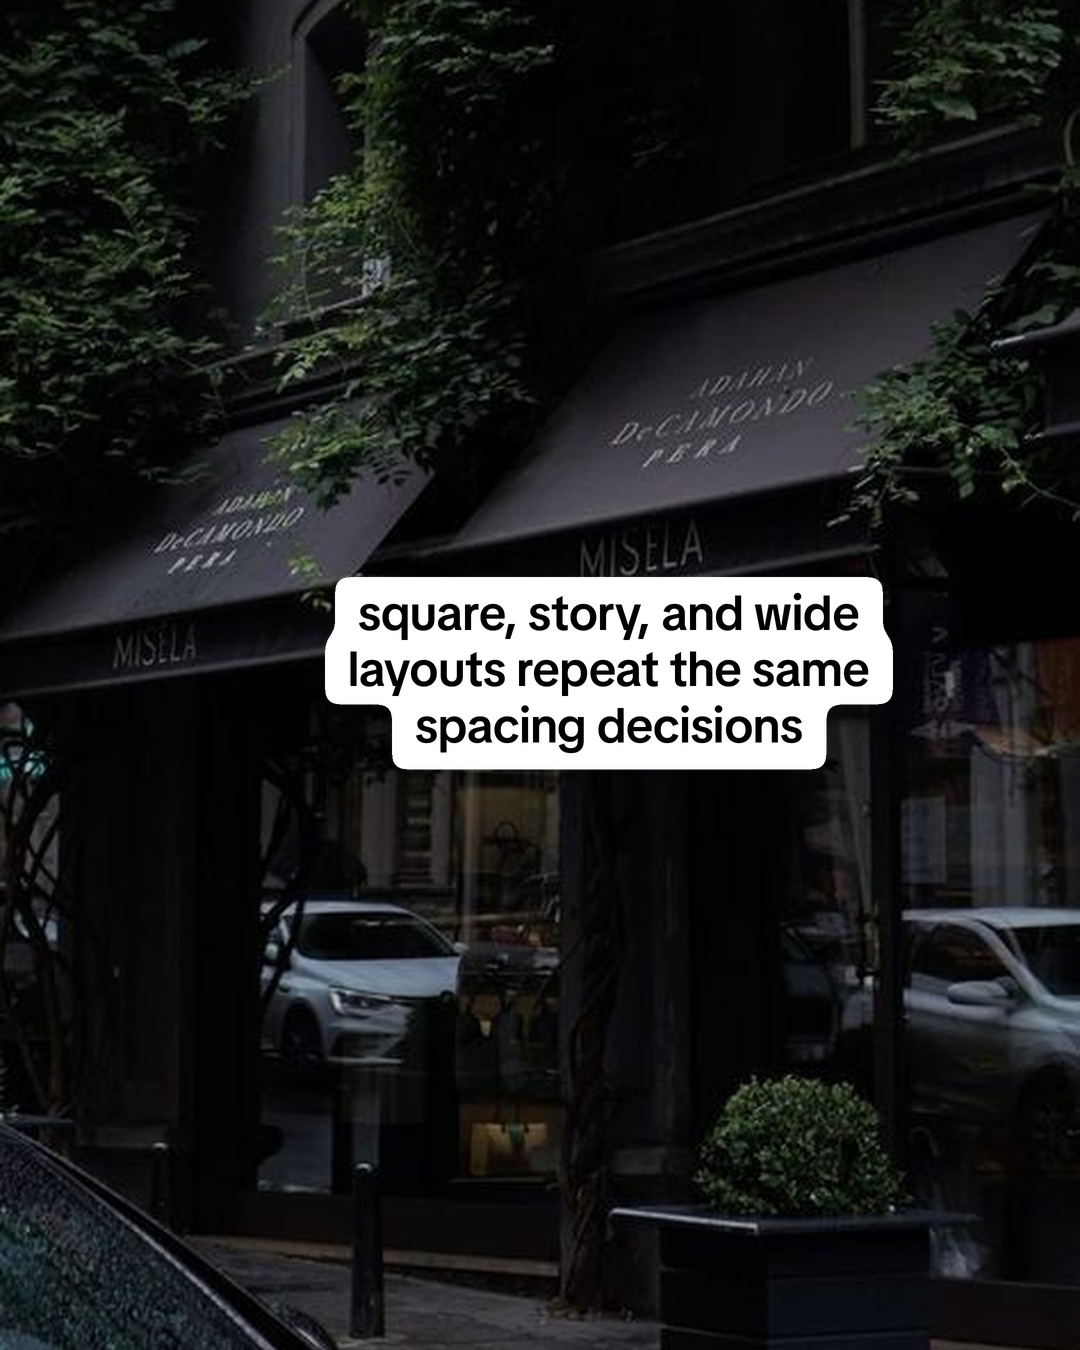 ADAHAN
DeCAMONDO
PERA
MISELA
ADAHAN
DeCAMONDO
PERA
MISELA
square, story, and wide
layouts repeat the same
spacing decisions